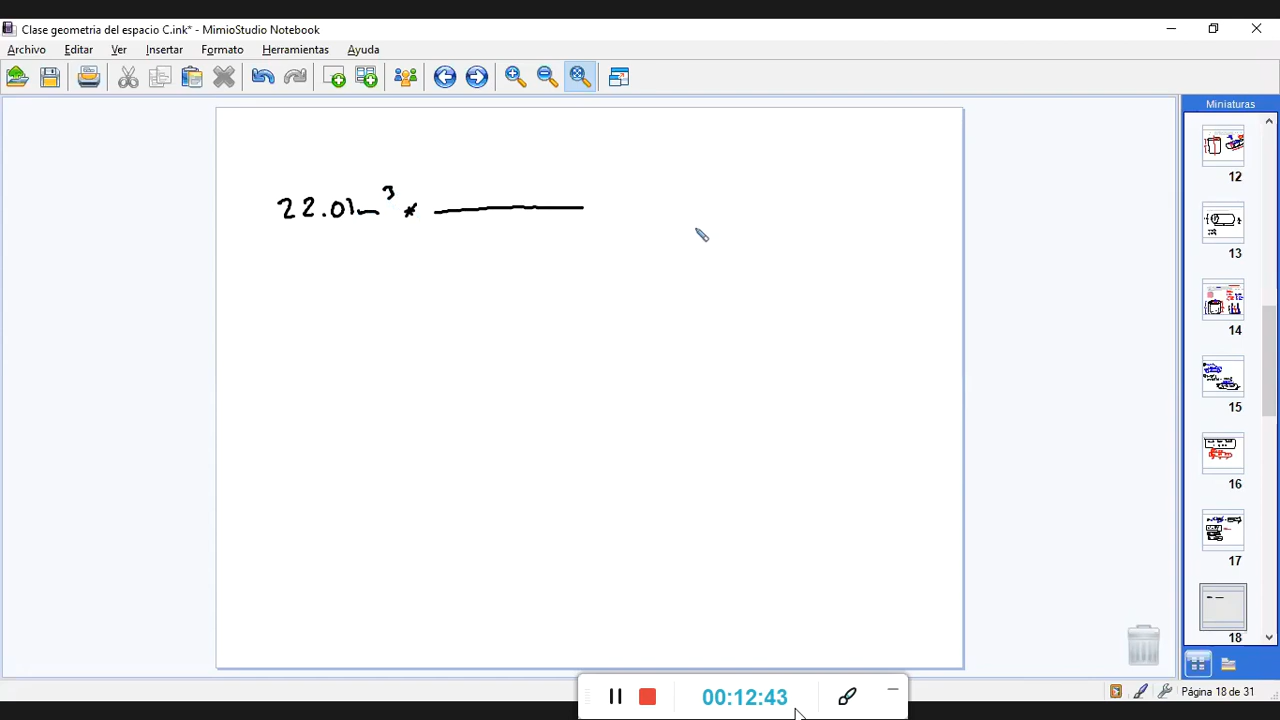 Clase geometria del espacio C.ink* - MimioStudio Notebook
Archivo Editar Ver Insertar Formato Herramientas Ayuda
Miniaturas
22.01m³ *
12
13
14
15
16
17
18
00:12:43
Página 18 de 31